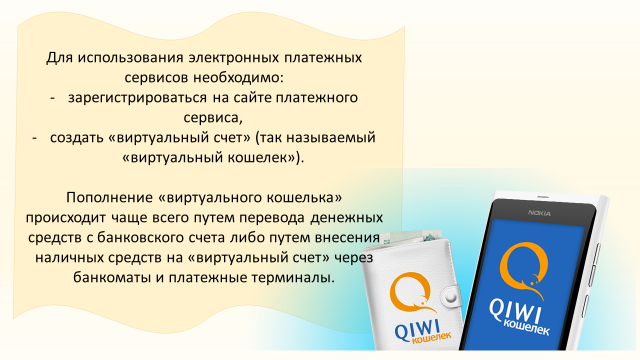 Для использования электронных платежных
сервисов необходимо:
- зарегистрироваться на сайте платежного
сервиса,
- создать «виртуальный счет» (так называемый
«виртуальный кошелек»).
Пополнение «виртуального кошелька»
происходит чаще всего путем перевода денежных
средств с банковского счета либо путем внесения
наличных средств на «виртуальный счет» через
банкоматы и платежные терминалы.
NOKIA
QIWI
кошелек
QIWI
кошелек